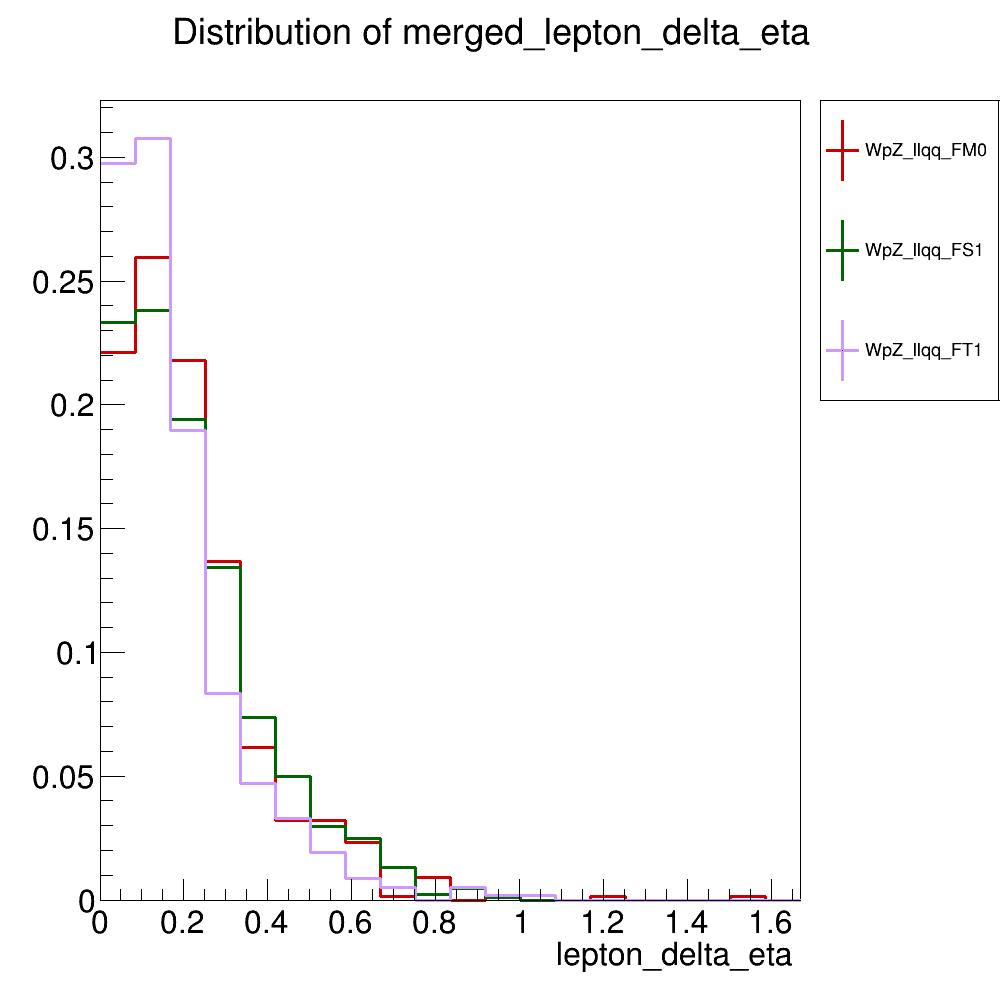 Distribution of merged_lepton_delta_eta
0.3
0.25
0.2
0.15
0.1
0.05
0
0 0.2 0.4 0.6 0.8 1 1.2 1.4 1.6
lepton_delta_eta
WpZ_llqq_FM0
WpZ_llqq_FS1
WpZ_llqq_FT1